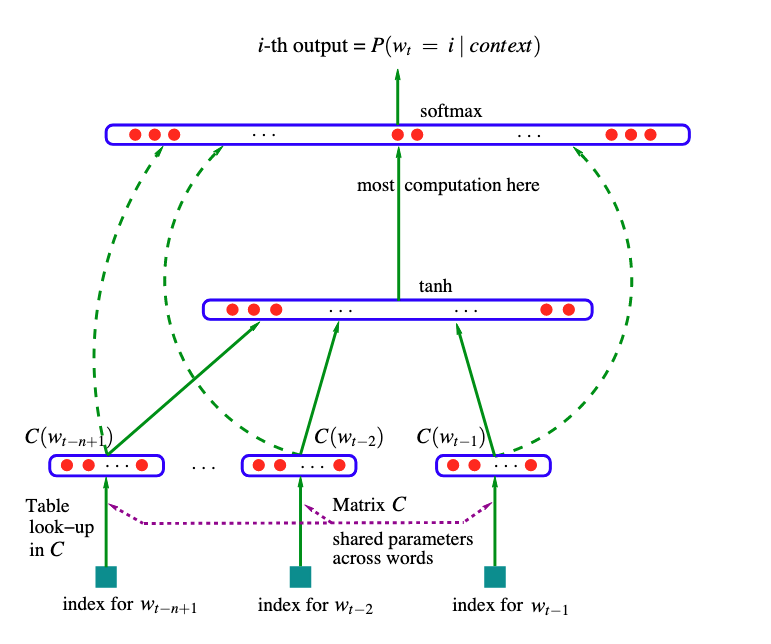 i-th output = P(w_t = i | context)
softmax
. . .
. . .
most computation here
tanh
. . .
. . .
C(w_{t−n+1})
C(w_{t−2})
C(w_{t−1})
. . .
. . .
. . .
. . .
Table
look−up
in C
Matrix C
shared parameters
across words
index for w_{t−n+1}
index for w_{t−2}
index for w_{t−1}